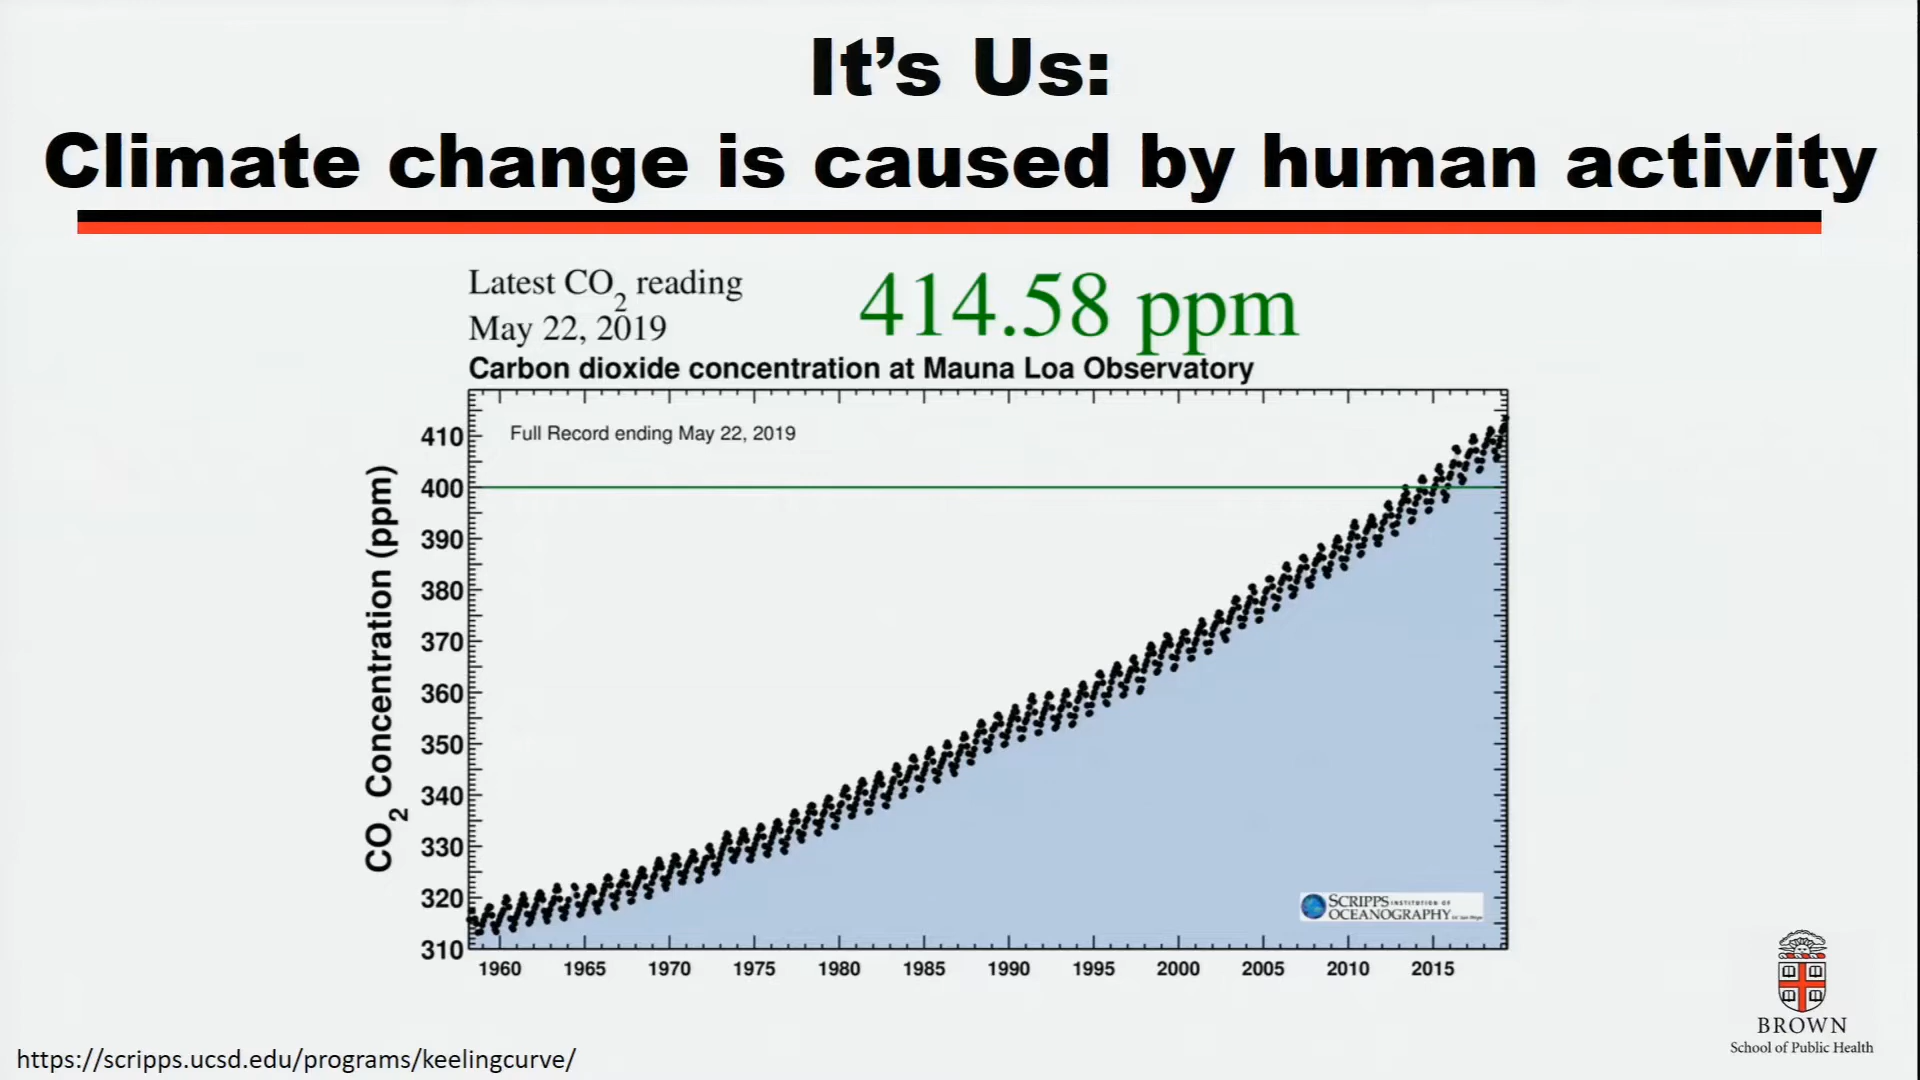 It's Us:
Climate change is caused by human activity
Latest CO2 reading
May 22, 2019
414.58 ppm
Carbon dioxide concentration at Mauna Loa Observatory
Full Record ending May 22, 2019
CO2 Concentration (ppm)
410
400
390
380
370
360
350
340
330
320
310
1960 1965 1970 1975 1980 1985 1990 1995 2000 2005 2010 2015
SCRIPPS INSTITUTION OF
OCEANOGRAPHY
BROWN
School of Public Health
https://scripps.ucsd.edu/programs/keelingcurve/